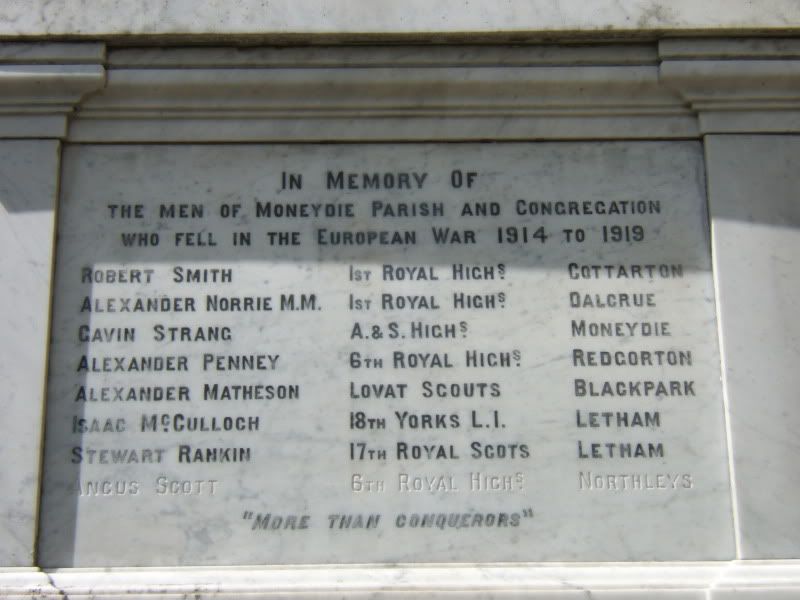 IN MEMORY OF
THE MEN OF MONEYDIE PARISH AND CONGREGATION
WHO FELL IN THE EUROPEAN WAR 1914 TO 1919
ROBERT SMITH 1ST ROYAL HIGHS. COTTARTON
ALEXANDER NORRIE M.M. 1ST ROYAL HIGHS. DALCRUE
GAVIN STRANG A. & S. HIGHS. MONEYDIE
ALEXANDER PENNEY 6TH ROYAL HIGHS. REDGORTON
ALEXANDER MATHESON LOVAT SCOUTS BLACKPARK
ISAAC MCCULLOCH 18TH YORKS L.I. LETHAM
STEWART RANKIN 17TH ROYAL SCOTS LETHAM
ANGUS SCOTT 6TH ROYAL HIGHS. NORTHLEYS
"MORE THAN CONQUERORS"